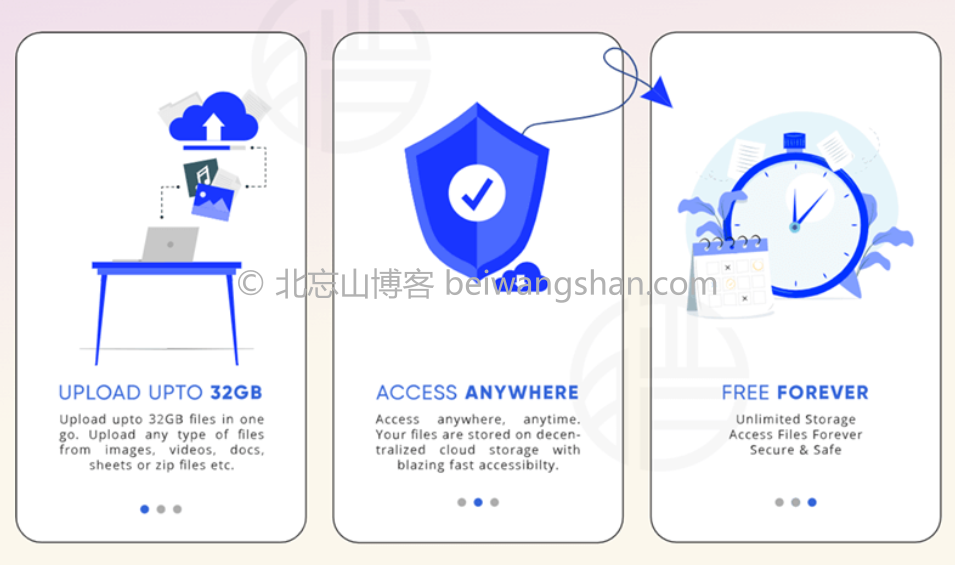 © 北忘山博客 beiwangshan.com
UPLOAD UPTO 32GB
Upload upto 32GB files in one
go. Upload any type of files
from images, videos, docs,
sheets or zip files etc.
ACCESS ANYWHERE
Access anywhere, anytime.
Your files are stored on decen-
tralized cloud storage with
blazing fast accessibilty.
FREE FOREVER
Unlimited Storage
Access Files Forever
Secure & Safe